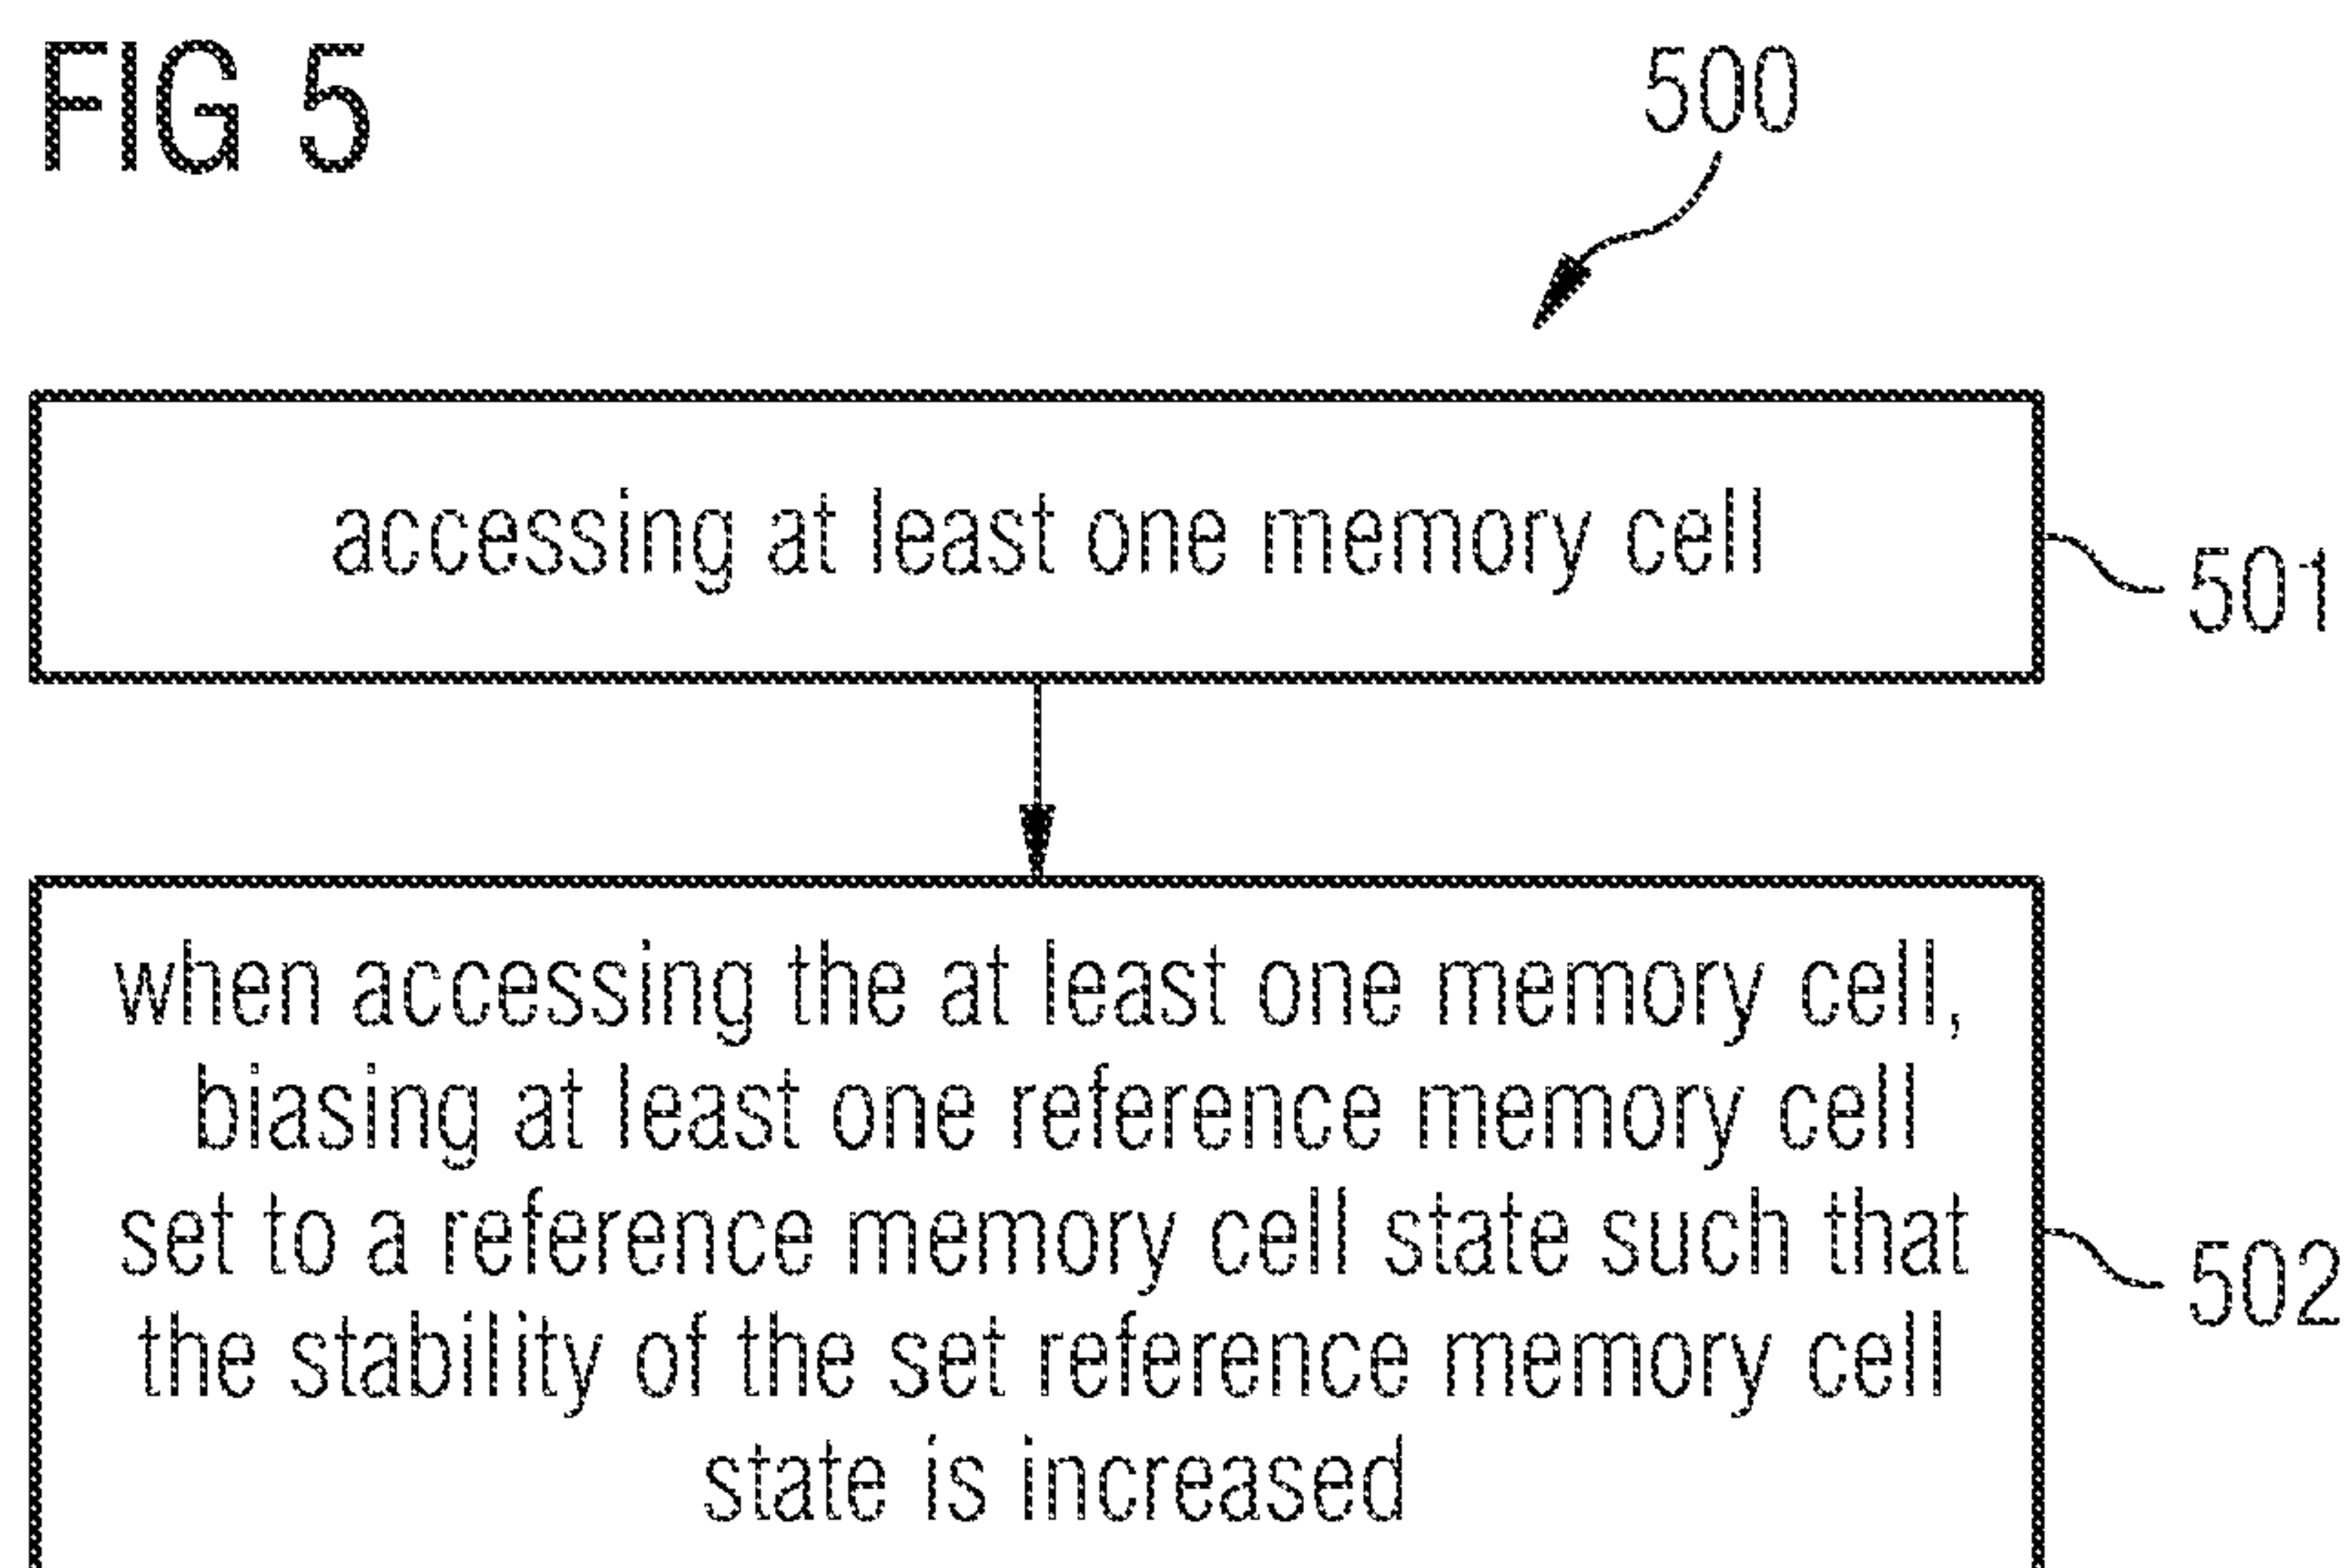 FIG 5
500
accessing at least one memory cell
501
when accessing the at least one memory cell,
biasing at least one reference memory cell
set to a reference memory cell state such that
the stability of the set reference memory cell
state is increased
502